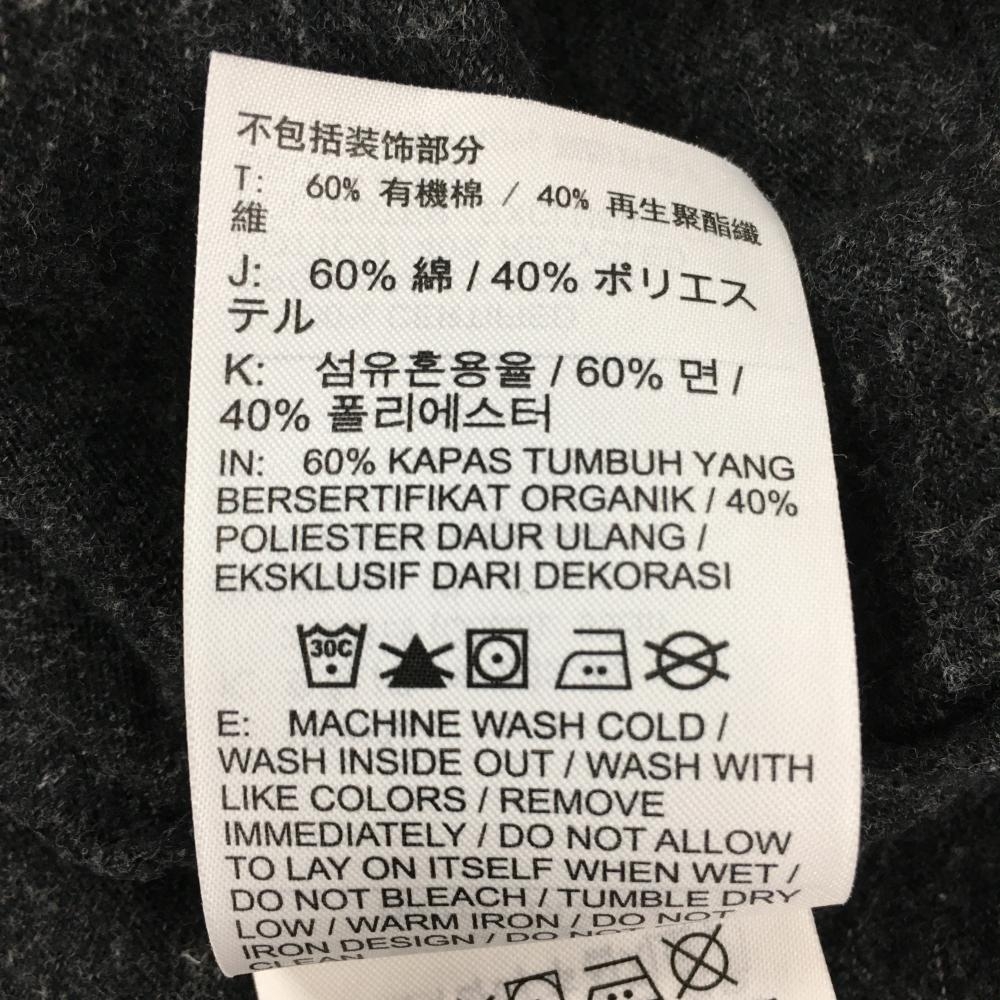 不包括装饰部分
T: 60% 有機棉 / 40% 再生聚酯纖
維
J: 60% 綿 / 40% ポリエス
テル
K: 섬유혼용율 / 60% 면 /
40% 폴리에스터
IN: 60% KAPAS TUMBUH YANG
BERSERTIFIKAT ORGANIK / 40%
POLIESTER DAUR ULANG /
EKSKLUSIF DARI DEKORASI
30C
E: MACHINE WASH COLD /
WASH INSIDE OUT / WASH WITH
LIKE COLORS / REMOVE
IMMEDIATELY / DO NOT ALLOW
TO LAY ON ITSELF WHEN WET /
DO NOT BLEACH / TUMBLE DRY
LOW / WARM IRON / DO NOT
IRON DESIGN / DO NOT DRY
CLEAN